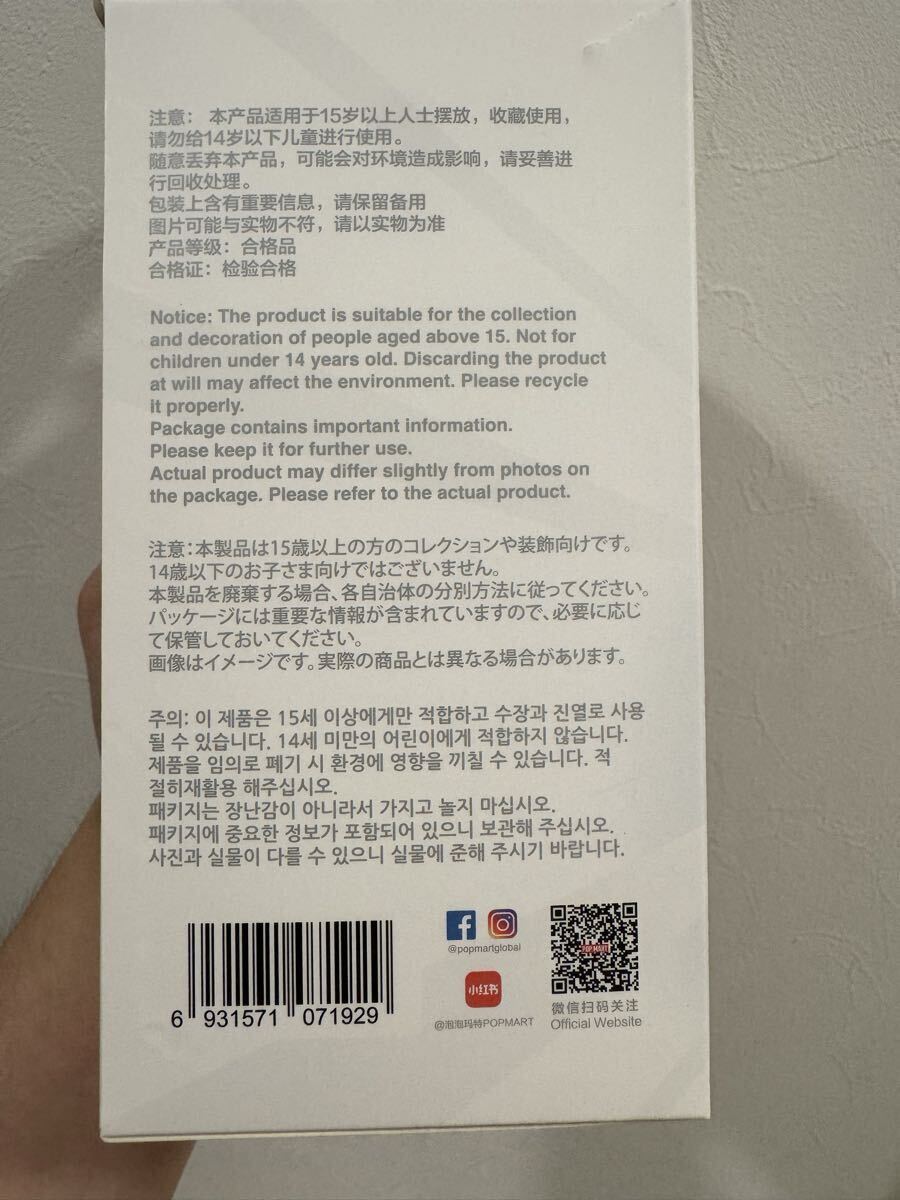 注意： 本产品适用于15岁以上人士摆放，收藏使用，
请勿给14岁以下儿童进行使用。
随意丢弃本产品，可能会对环境造成影响，请妥善进
行回收处理。
包装上含有重要信息，请保留备用
图片可能与实物不符，请以实物为准
产品等级：合格品
合格证：检验合格
Notice: The product is suitable for the collection
and decoration of people aged above 15. Not for
children under 14 years old. Discarding the product
at will may affect the environment. Please recycle
it properly.
Package contains important information.
Please keep it for further use.
Actual product may differ slightly from photos on
the package. Please refer to the actual product.
注意：本製品は15歳以上の方のコレクションや装飾向けです。
14歳以下のお子さま向けではございません。
本製品を廃棄する場合、各自治体の分別方法に従ってください。
パッケージには重要な情報が含まれていますので、必要に応じ
て保管しておいてください。
画像はイメージです。実際の商品とは異なる場合があります。
주의: 이 제품은 15세 이상에게만 적합하고 수장과 진열로 사용
될 수 있습니다. 14세 미만의 어린이에게 적합하지 않습니다.
제품을 임의로 폐기 시 환경에 영향을 끼칠 수 있습니다. 적
절히재활용 해주십시오.
패키지는 장난감이 아니라서 가지고 놀지 마십시오.
패키지에 중요한 정보가 포함되어 있으니 보관해 주십시오.
사진과 실물이 다를 수 있으니 실물에 준해 주시기 바랍니다.
@popmartglobal
小红书
@泡泡玛特POPMART
POP MART
微信扫码关注
Official Website
6 931571 071929